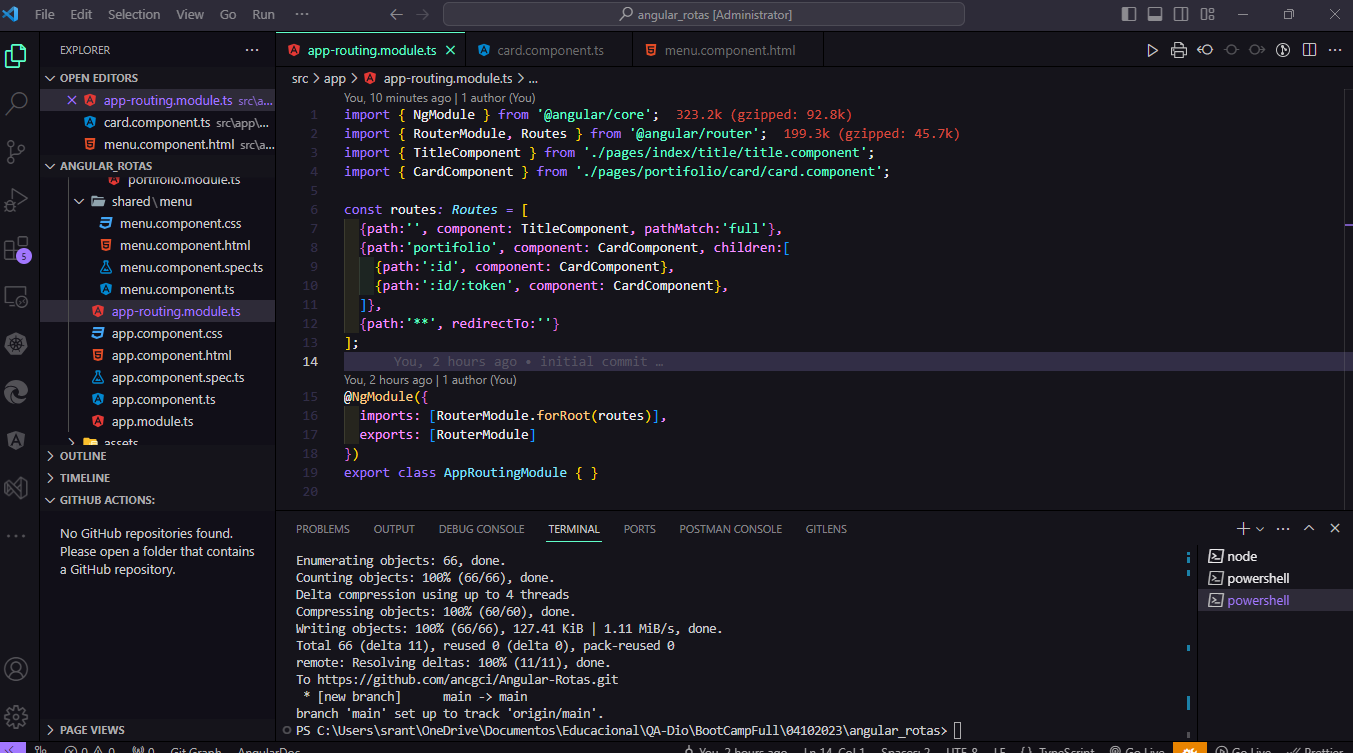 File Edit Selection View Go Run ··· angular_rotas [Administrator]
EXPLORER ···
OPEN EDITORS
app-routing.module.ts src\a...
card.component.ts src\app\...
menu.component.html src\a...
ANGULAR_ROTAS
portifolio.module.ts
shared\menu
menu.component.css
menu.component.html
menu.component.spec.ts
menu.component.ts
app-routing.module.ts
app.component.css
app.component.html
app.component.spec.ts
app.component.ts
app.module.ts
assets
OUTLINE
TIMELINE
GITHUB ACTIONS:
No GitHub repositories found.
Please open a folder that contains
a GitHub repository.
PAGE VIEWS
5
app-routing.module.ts card.component.ts menu.component.html
src > app > app-routing.module.ts > ...
You, 10 minutes ago | 1 author (You)
1 import { NgModule } from '@angular/core'; 323.2k (gzipped: 92.8k)
2 import { RouterModule, Routes } from '@angular/router'; 199.3k (gzipped: 45.7k)
3 import { TitleComponent } from './pages/index/title/title.component';
4 import { CardComponent } from './pages/portifolio/card/card.component';
5
6 const routes: Routes = [
7 {path:'', component: TitleComponent, pathMatch:'full'},
8 {path:'portifolio', component: CardComponent, children:[
9 {path:':id', component: CardComponent},
10 {path:':id/:token', component: CardComponent},
11 ]},
12 {path:'**', redirectTo:''}
13 ];
14 You, 2 hours ago • initial commit …
You, 2 hours ago | 1 author (You)
15 @NgModule({
16 imports: [RouterModule.forRoot(routes)],
17 exports: [RouterModule]
18 })
19 export class AppRoutingModule { }
20
PROBLEMS OUTPUT DEBUG CONSOLE TERMINAL PORTS POSTMAN CONSOLE GITLENS
Enumerating objects: 66, done.
Counting objects: 100% (66/66), done.
Delta compression using up to 4 threads
Compressing objects: 100% (60/60), done.
Writing objects: 100% (66/66), 127.41 KiB | 1.11 MiB/s, done.
Total 66 (delta 11), reused 0 (delta 0), pack-reused 0
remote: Resolving deltas: 100% (11/11), done.
To https://github.com/ancgci/Angular-Rotas.git
* [new branch] main -> main
branch 'main' set up to track 'origin/main'.
PS C:\Users\srant\OneDrive\Documentos\Educacional\QA-Dio\BootCampFull\04102023\angular_rotas>
node
powershell
powershell
0 0 0 Git Graph AngularDoc You, 2 hours ago Ln 14, Col 1 Spaces: 2 UTF-8 LF {} TypeScript Go Live Go Live Prettier